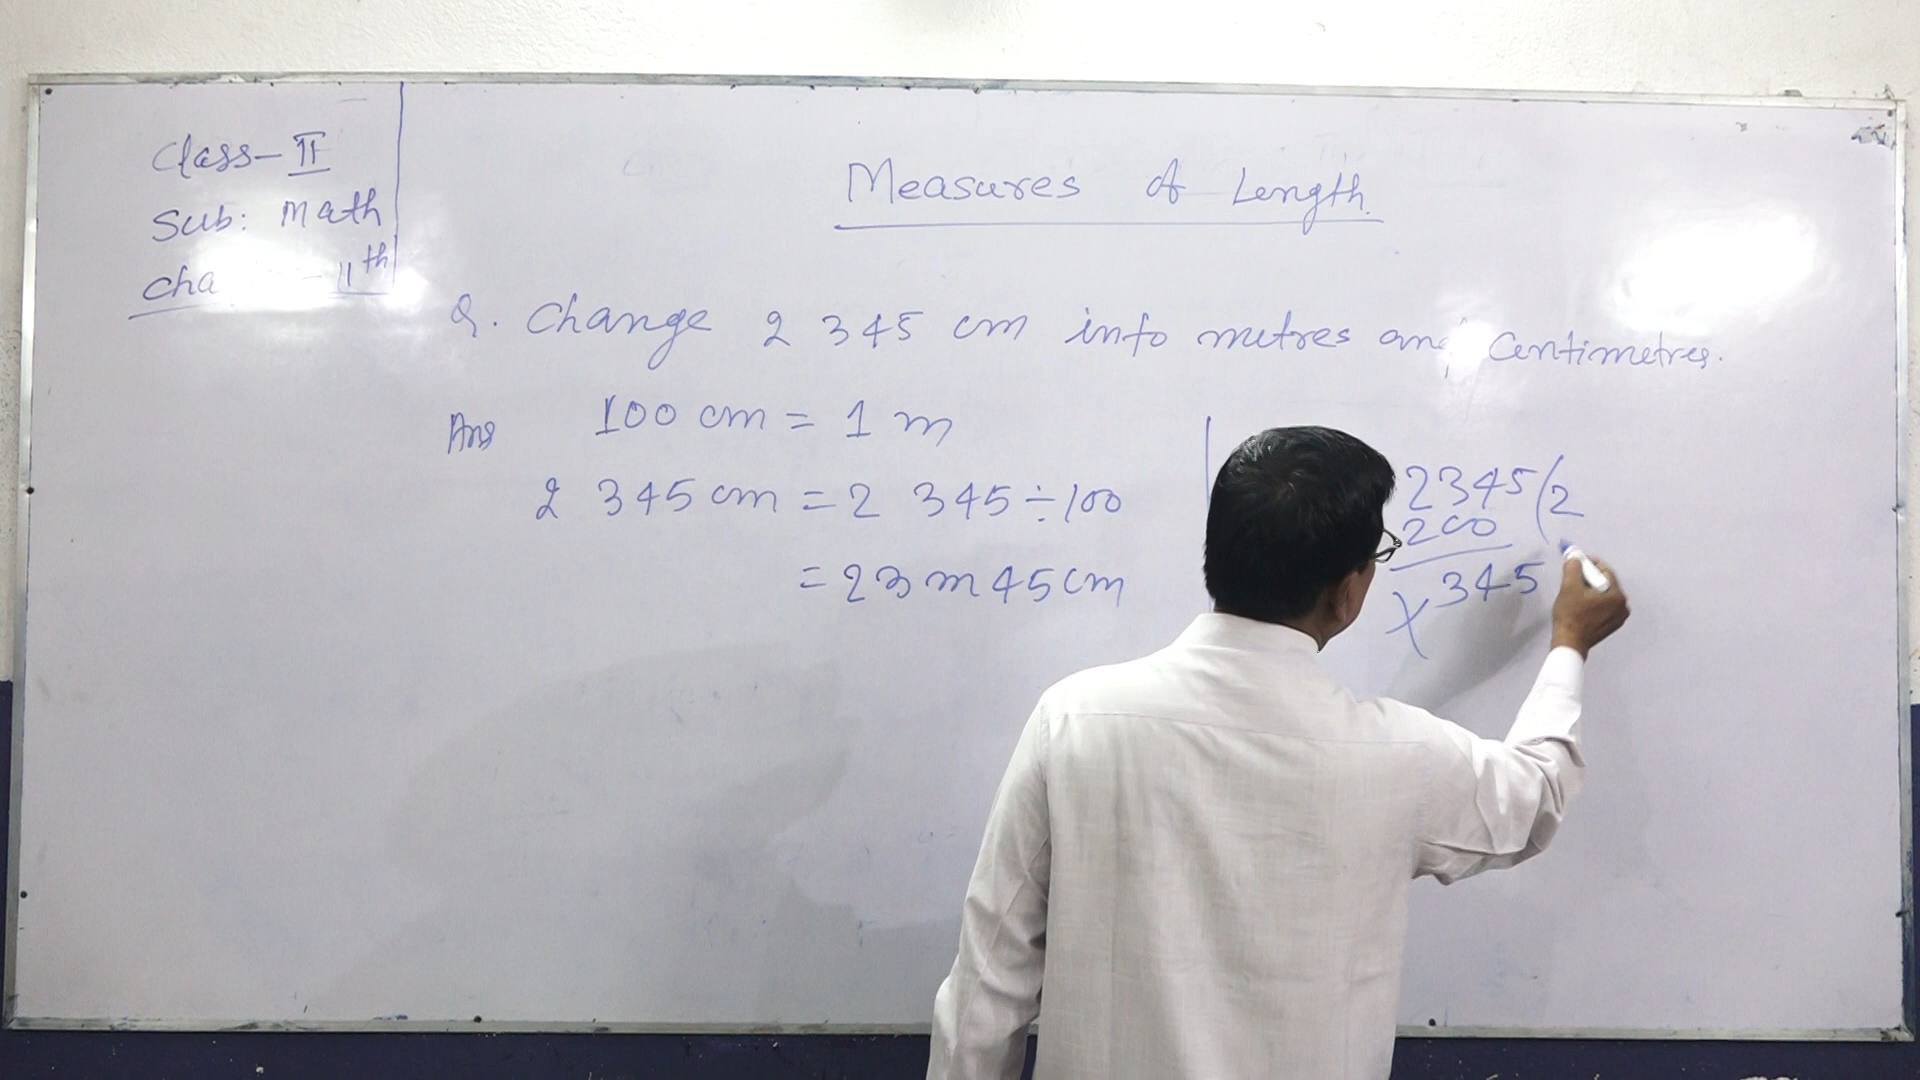 Class-II
Sub: Math
cha - 11th
Measures of Length.
Q. Change 2 345 cm into metres and Centimetres.
Ans 100 cm = 1 m
2 345 cm = 2 345 ÷ 100
= 23 m 45 cm
2345 ( 2
200
X 345